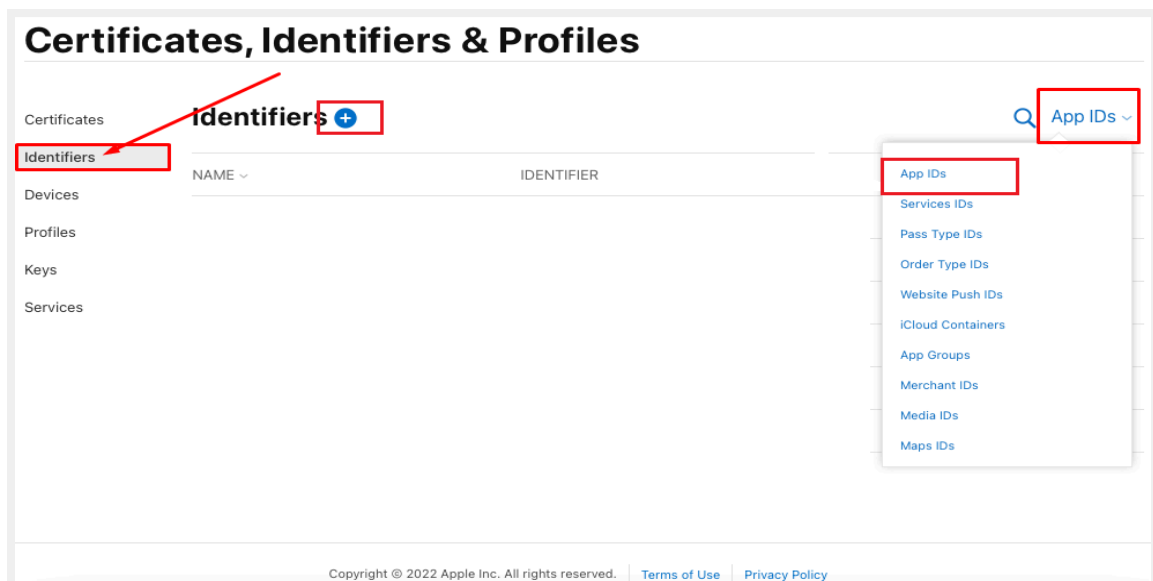 Certificates, Identifiers & Profiles
Certificates
Identifiers
Devices
Profiles
Keys
Services
Identifiers
App IDs
NAME
IDENTIFIER
App IDs
Services IDs
Pass Type IDs
Order Type IDs
Website Push IDs
iCloud Containers
App Groups
Merchant IDs
Media IDs
Maps IDs
Copyright © 2022 Apple Inc. All rights reserved. Terms of Use Privacy Policy